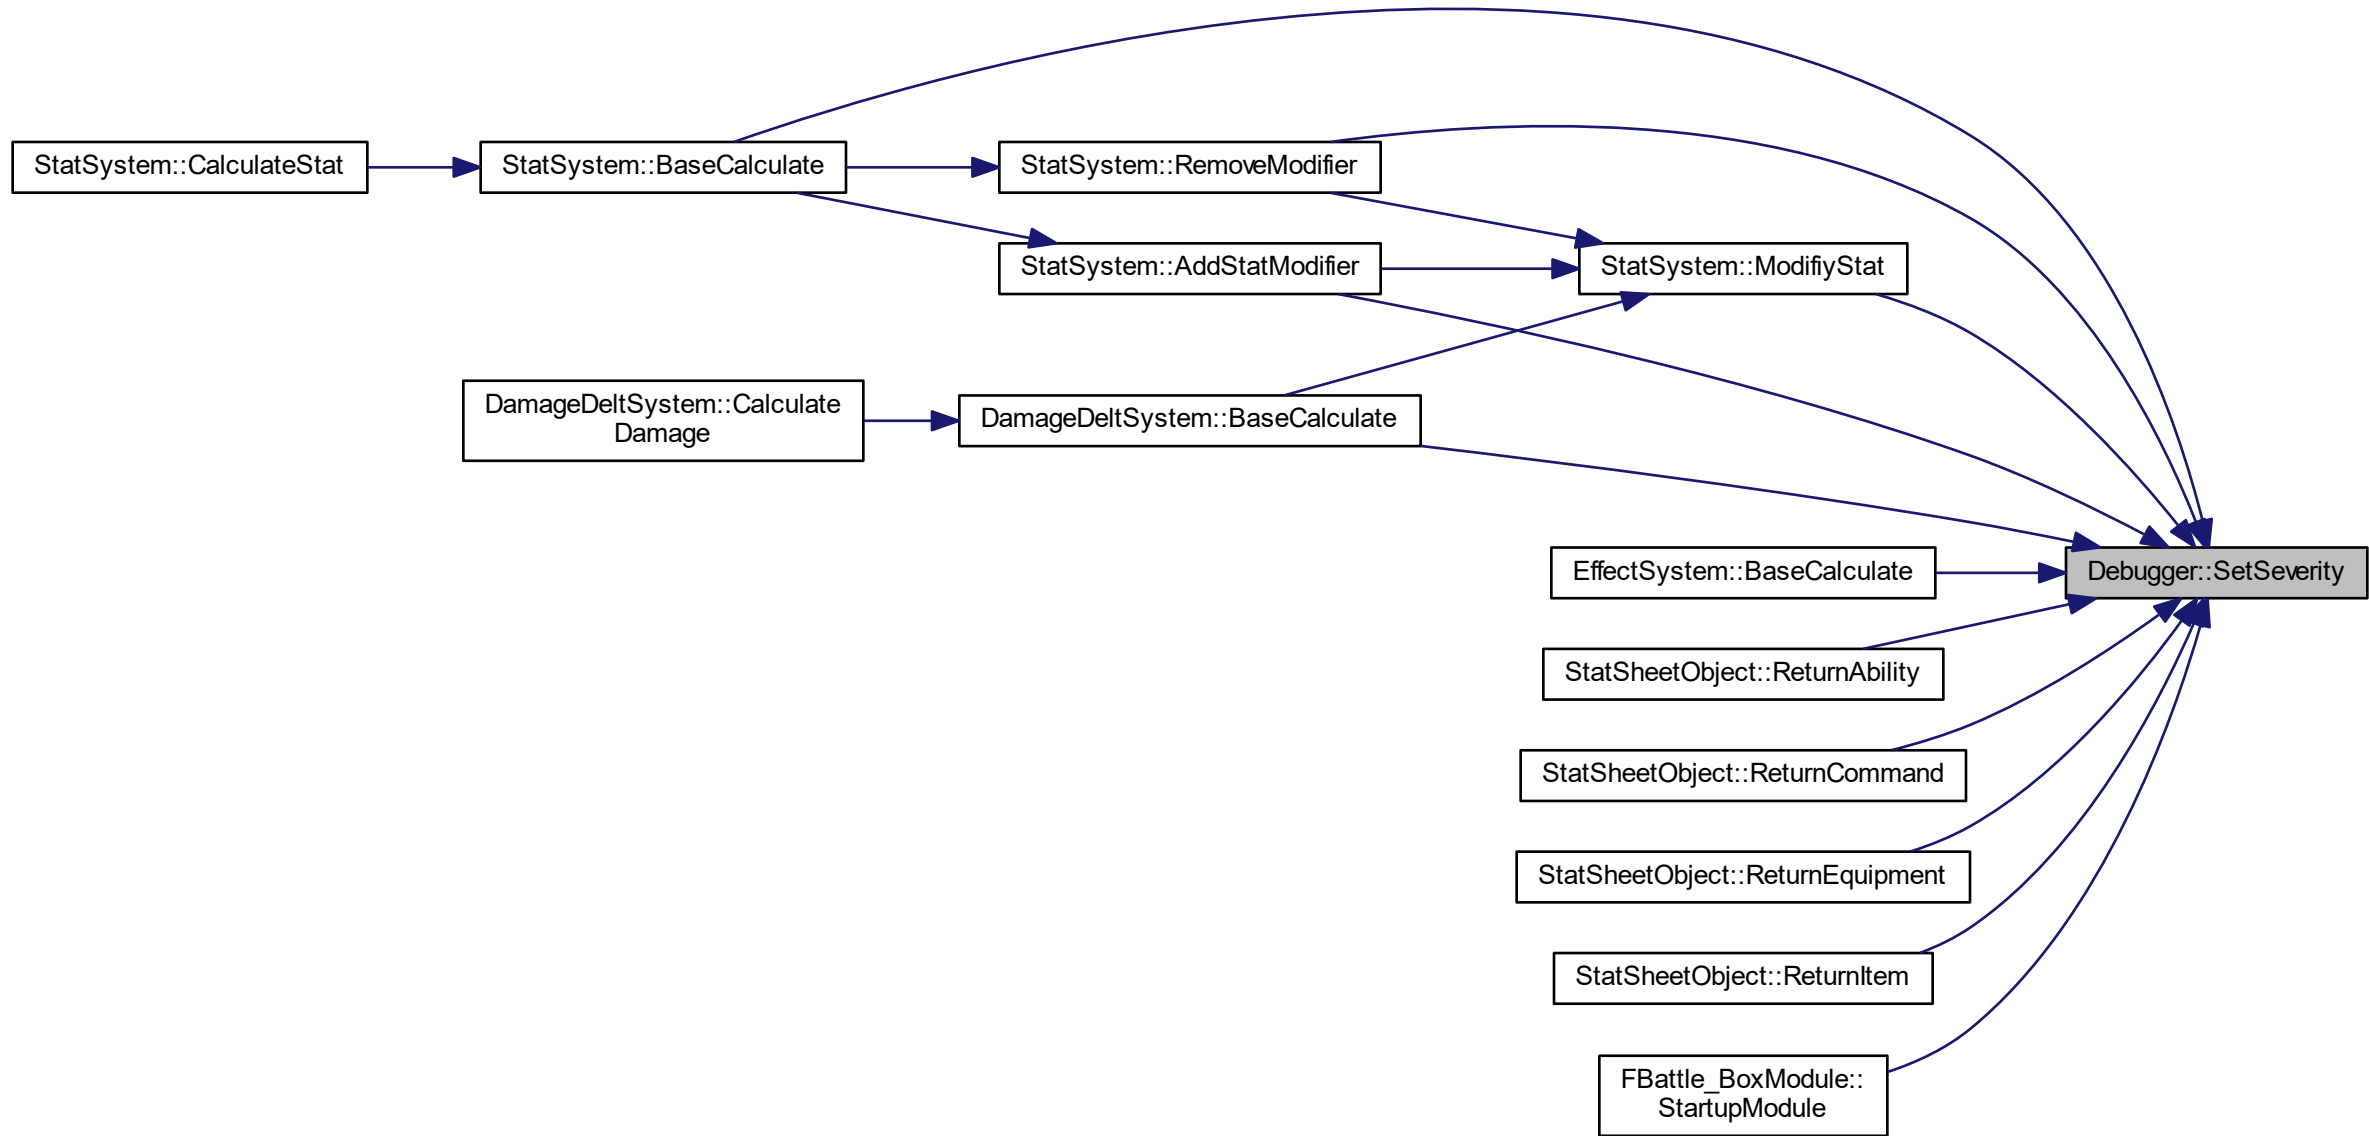 StatSystem::CalculateStat
StatSystem::BaseCalculate
StatSystem::RemoveModifier
StatSystem::AddStatModifier
StatSystem::ModifiyStat
DamageDeltSystem::Calculate
Damage
DamageDeltSystem::BaseCalculate
EffectSystem::BaseCalculate
Debugger::SetSeverity
StatSheetObject::ReturnAbility
StatSheetObject::ReturnCommand
StatSheetObject::ReturnEquipment
StatSheetObject::ReturnItem
FBattle_BoxModule::
StartupModule